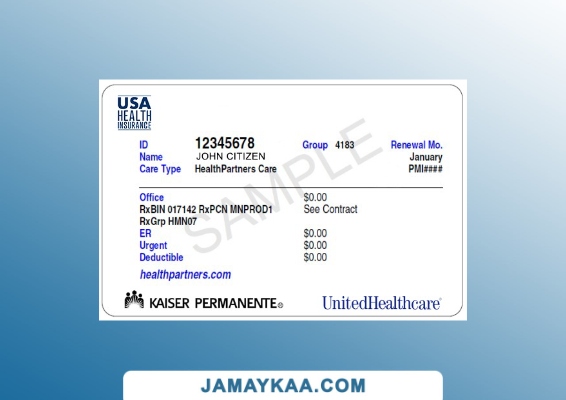 USA
HEALTH
INSURANCE
ID 12345678 Group 4183 Renewal Mo.
Name JOHN CITIZEN January
Care Type HealthPartners Care PMI####
SAMPLE
Office $0.00
RxBIN 017142 RxPCN MNPROD1 See Contract
RxGrp HMN07
ER $0.00
Urgent $0.00
Deductible $0.00
healthpartners.com
KAISER PERMANENTE® UnitedHealthcare®
JAMAYKAA.COM